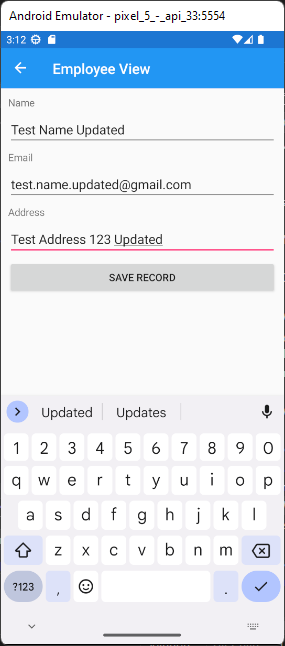 Android Emulator - pixel_5_-_api_33:5554
3:12
Employee View
Name
Test Name Updated
Email
test.name.updated@gmail.com
Address
Test Address 123 Updated
SAVE RECORD
Updated Updates
1 2 3 4 5 6 7 8 9 0
q w e r t y u i o p
a s d f g h j k l
z x c v b n m
?123 , .